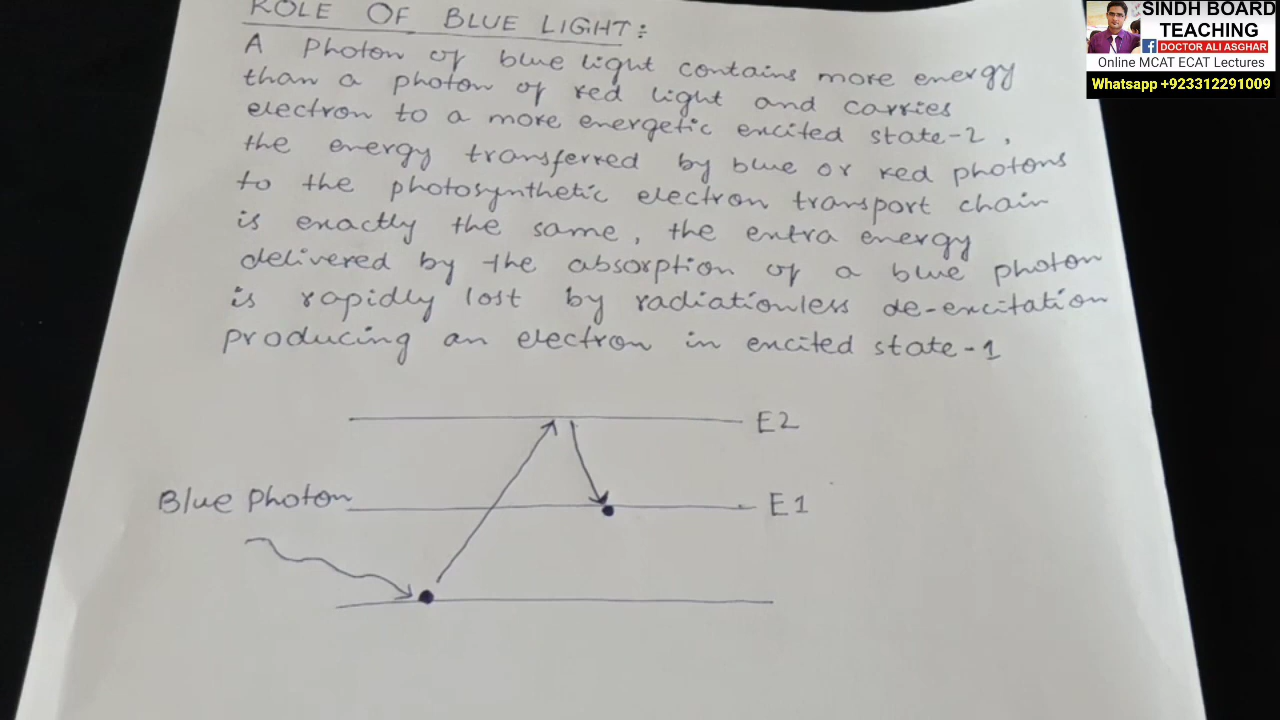 ROLE OF BLUE LIGHT:
A photon of blue light contains more energy
than a photon of red light and carries
electron to a more energetic excited state-2,
the energy transferred by blue or red photons
to the photosynthetic electron transport chain
is exactly the same, the extra energy
delivered by the absorption of a blue photon
is rapidly lost by radiationless de-excitation
producing an electron in excited state-1
E2
Blue Photon
E1
SINDH BOARD
TEACHING
f DOCTOR ALI ASGHAR
Online MCAT ECAT Lectures
Whatsapp +923312291009